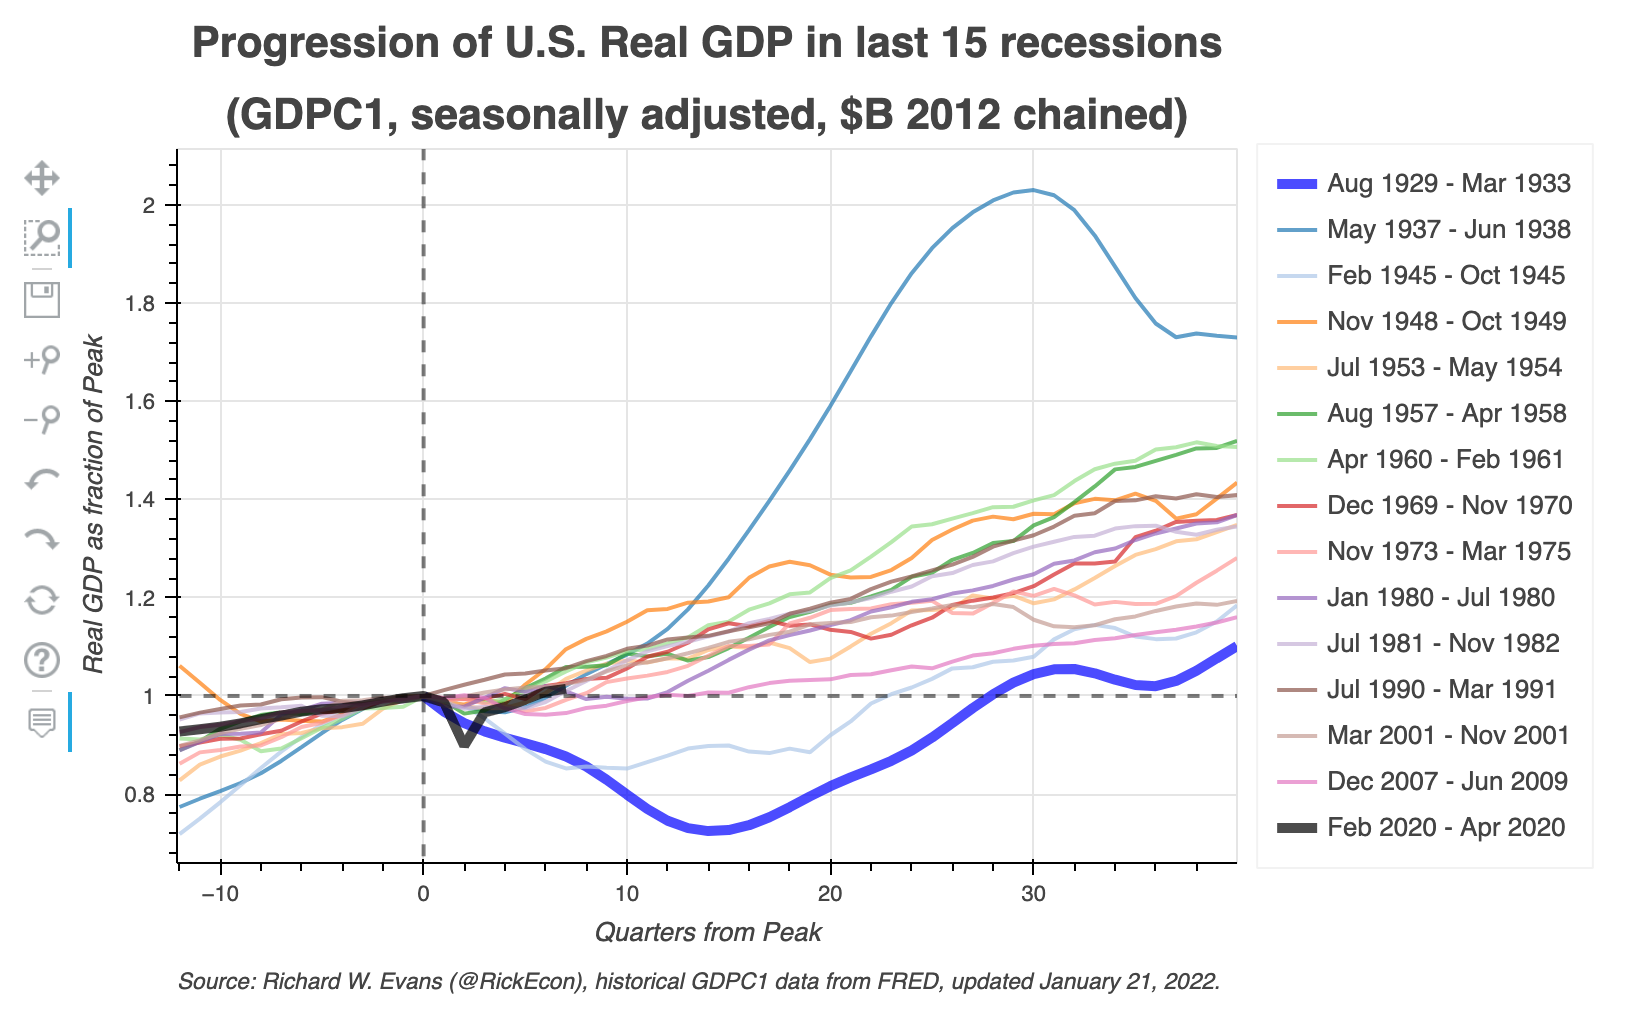 Progression of U.S. Real GDP in last 15 recessions
(GDPC1, seasonally adjusted, $B 2012 chained)
Real GDP as fraction of Peak
2
1.8
1.6
1.4
1.2
1
0.8
−10
0
10
20
30
Quarters from Peak
Aug 1929 - Mar 1933
May 1937 - Jun 1938
Feb 1945 - Oct 1945
Nov 1948 - Oct 1949
Jul 1953 - May 1954
Aug 1957 - Apr 1958
Apr 1960 - Feb 1961
Dec 1969 - Nov 1970
Nov 1973 - Mar 1975
Jan 1980 - Jul 1980
Jul 1981 - Nov 1982
Jul 1990 - Mar 1991
Mar 2001 - Nov 2001
Dec 2007 - Jun 2009
Feb 2020 - Apr 2020
Source: Richard W. Evans (@RickEcon), historical GDPC1 data from FRED, updated January 21, 2022.